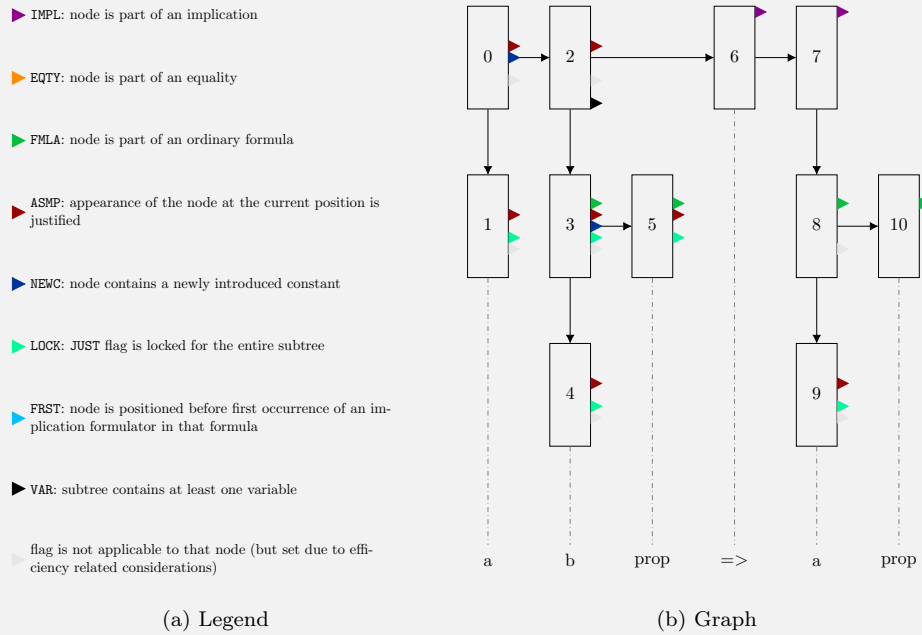 IMPL: node is part of an implication
EQTY: node is part of an equality
FMLA: node is part of an ordinary formula
ASMP: appearance of the node at the current position is
justified
NEWC: node contains a newly introduced constant
LOCK: JUST flag is locked for the entire subtree
FRST: node is positioned before first occurrence of an im-
plication formulator in that formula
VAR: subtree contains at least one variable
flag is not applicable to that node (but set due to effi-
ciency related considerations)
(a) Legend
0 2 6 7
1 3 5 8 10
4 9
a b prop => a prop
(b) Graph